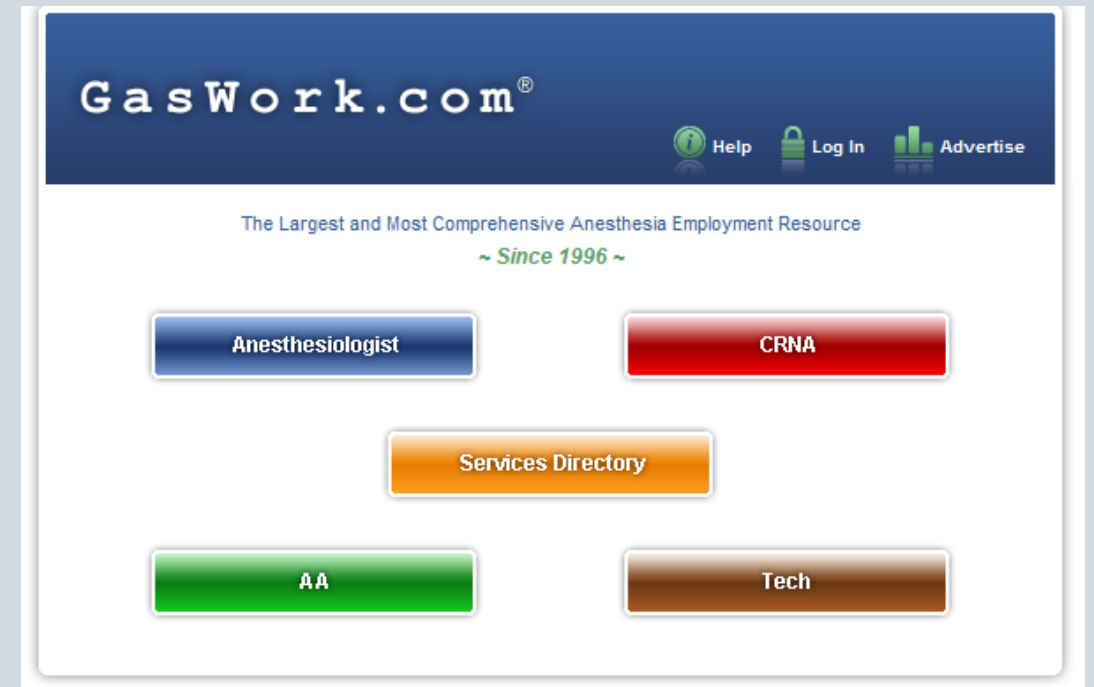 GasWork.com®
Help Log In Advertise
The Largest and Most Comprehensive Anesthesia Employment Resource
~ Since 1996 ~
Anesthesiologist CRNA
Services Directory
AA Tech